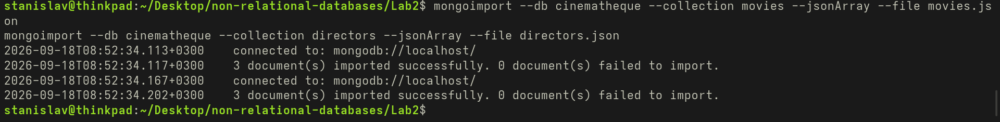 stanislav@thinkpad:~/Desktop/non-relational-databases/Lab2$ mongoimport --db cinematheque --collection movies --jsonArray --file movies.js
on
mongoimport --db cinematheque --collection directors --jsonArray --file directors.json
2026-09-18T08:52:34.113+0300    connected to: mongodb://localhost/
2026-09-18T08:52:34.117+0300    3 document(s) imported successfully. 0 document(s) failed to import.
2026-09-18T08:52:34.167+0300    connected to: mongodb://localhost/
2026-09-18T08:52:34.202+0300    3 document(s) imported successfully. 0 document(s) failed to import.
stanislav@thinkpad:~/Desktop/non-relational-databases/Lab2$